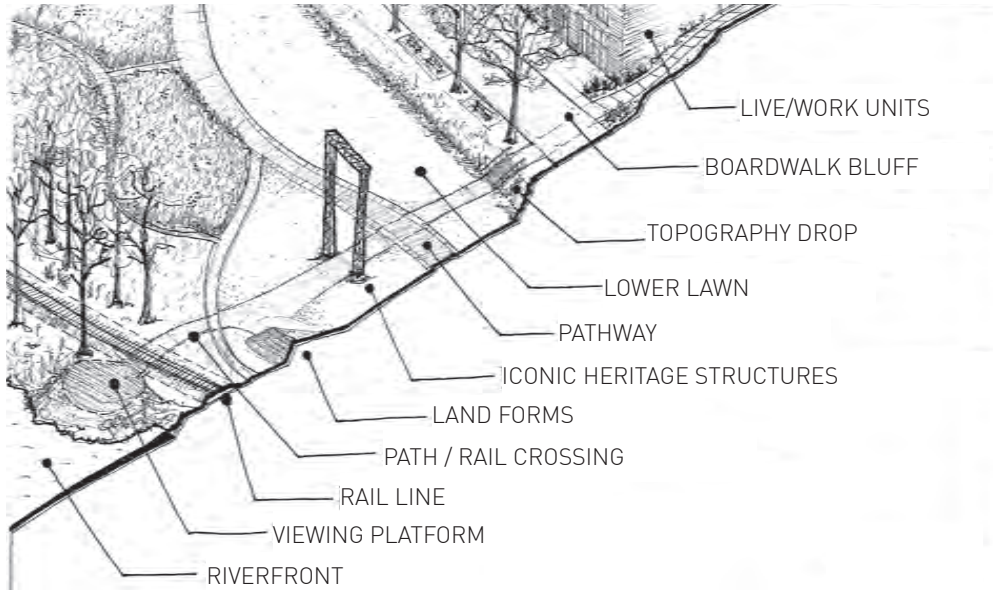 LIVE/WORK UNITS
BOARDWALK BLUFF
TOPOGRAPHY DROP
LOWER LAWN
PATHWAY
ICONIC HERITAGE STRUCTURES
LAND FORMS
PATH / RAIL CROSSING
RAIL LINE
VIEWING PLATFORM
RIVERFRONT